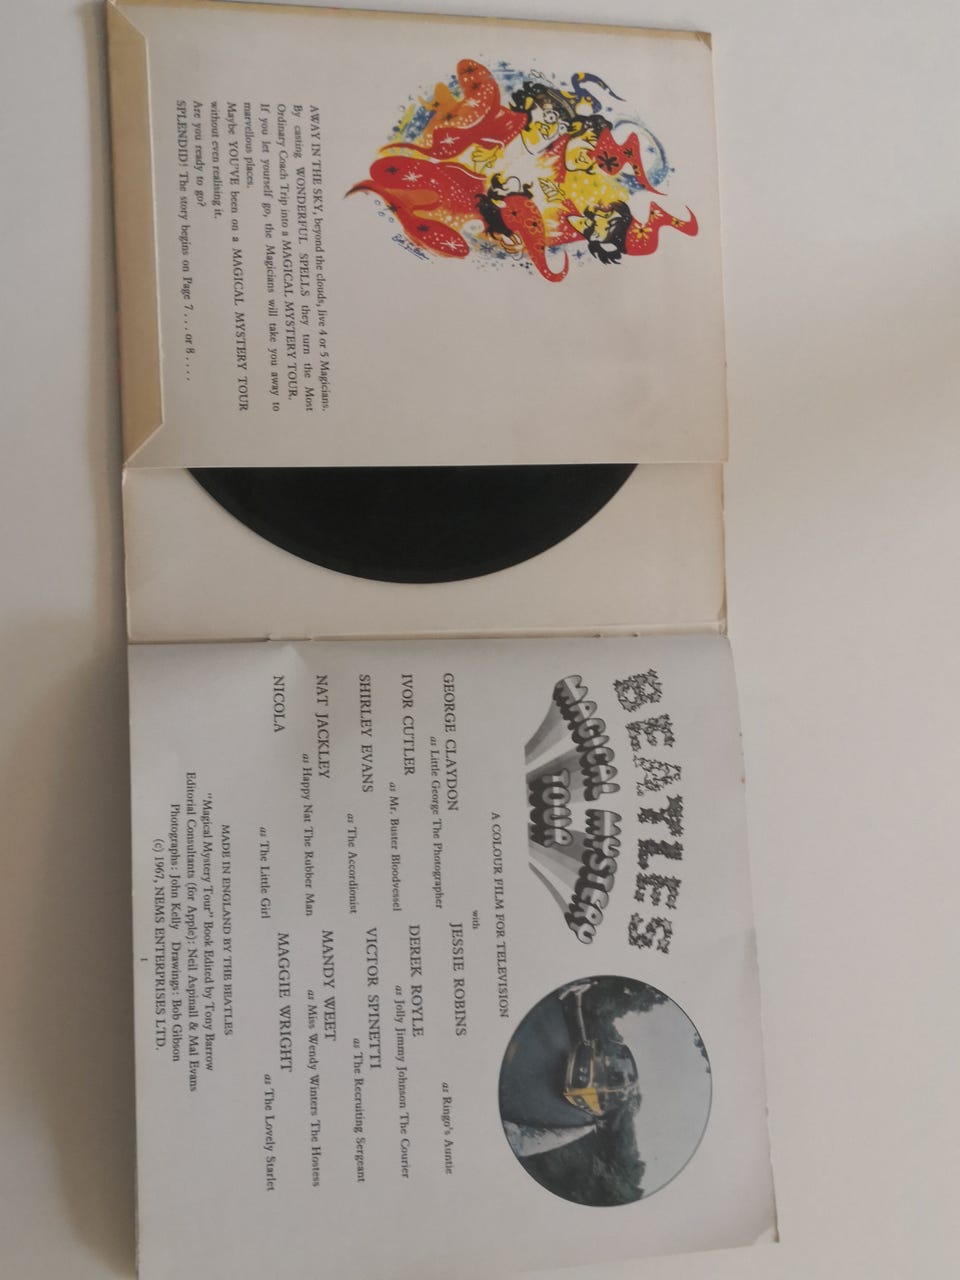 AWAY IN THE SKY, beyond the clouds, live 4 or 5 Magicians.
By casting WONDERFUL SPELLS they turn the Most
Ordinary Coach Trip into a MAGICAL MYSTERY TOUR.
If you let yourself go, the Magicians will take you away to
marvellous places.
Maybe YOU'VE been on a MAGICAL MYSTERY TOUR
without even realising it.
Are you ready to go?
SPLENDID! The story begins on Page 7 . . . or 8 . . . .
BEATLES
MAGICAL MYSTERY
TOUR
A COLOUR FILM FOR TELEVISION
with
GEORGE CLAYDON
as Little George The Photographer
IVOR CUTLER
as Mr. Buster Bloodvessel
SHIRLEY EVANS
as The Accordionist
NAT JACKLEY
as Happy Nat The Rubber Man
NICOLA
as The Little Girl
JESSIE ROBINS
as Ringo's Auntie
DEREK ROYLE
as Jolly Jimmy Johnson The Courier
VICTOR SPINETTI
as The Recruiting Sergeant
MANDY WEET
as Miss Wendy Winters The Hostess
MAGGIE WRIGHT
as The Lovely Starlet
MADE IN ENGLAND BY THE BEATLES
"Magical Mystery Tour" Book Edited by Tony Barrow
Editorial Consultants (for Apple): Neil Aspinall & Mal Evans
Photographs: John Kelly Drawings: Bob Gibson
(c) 1967, NEMS ENTERPRISES LTD.
1